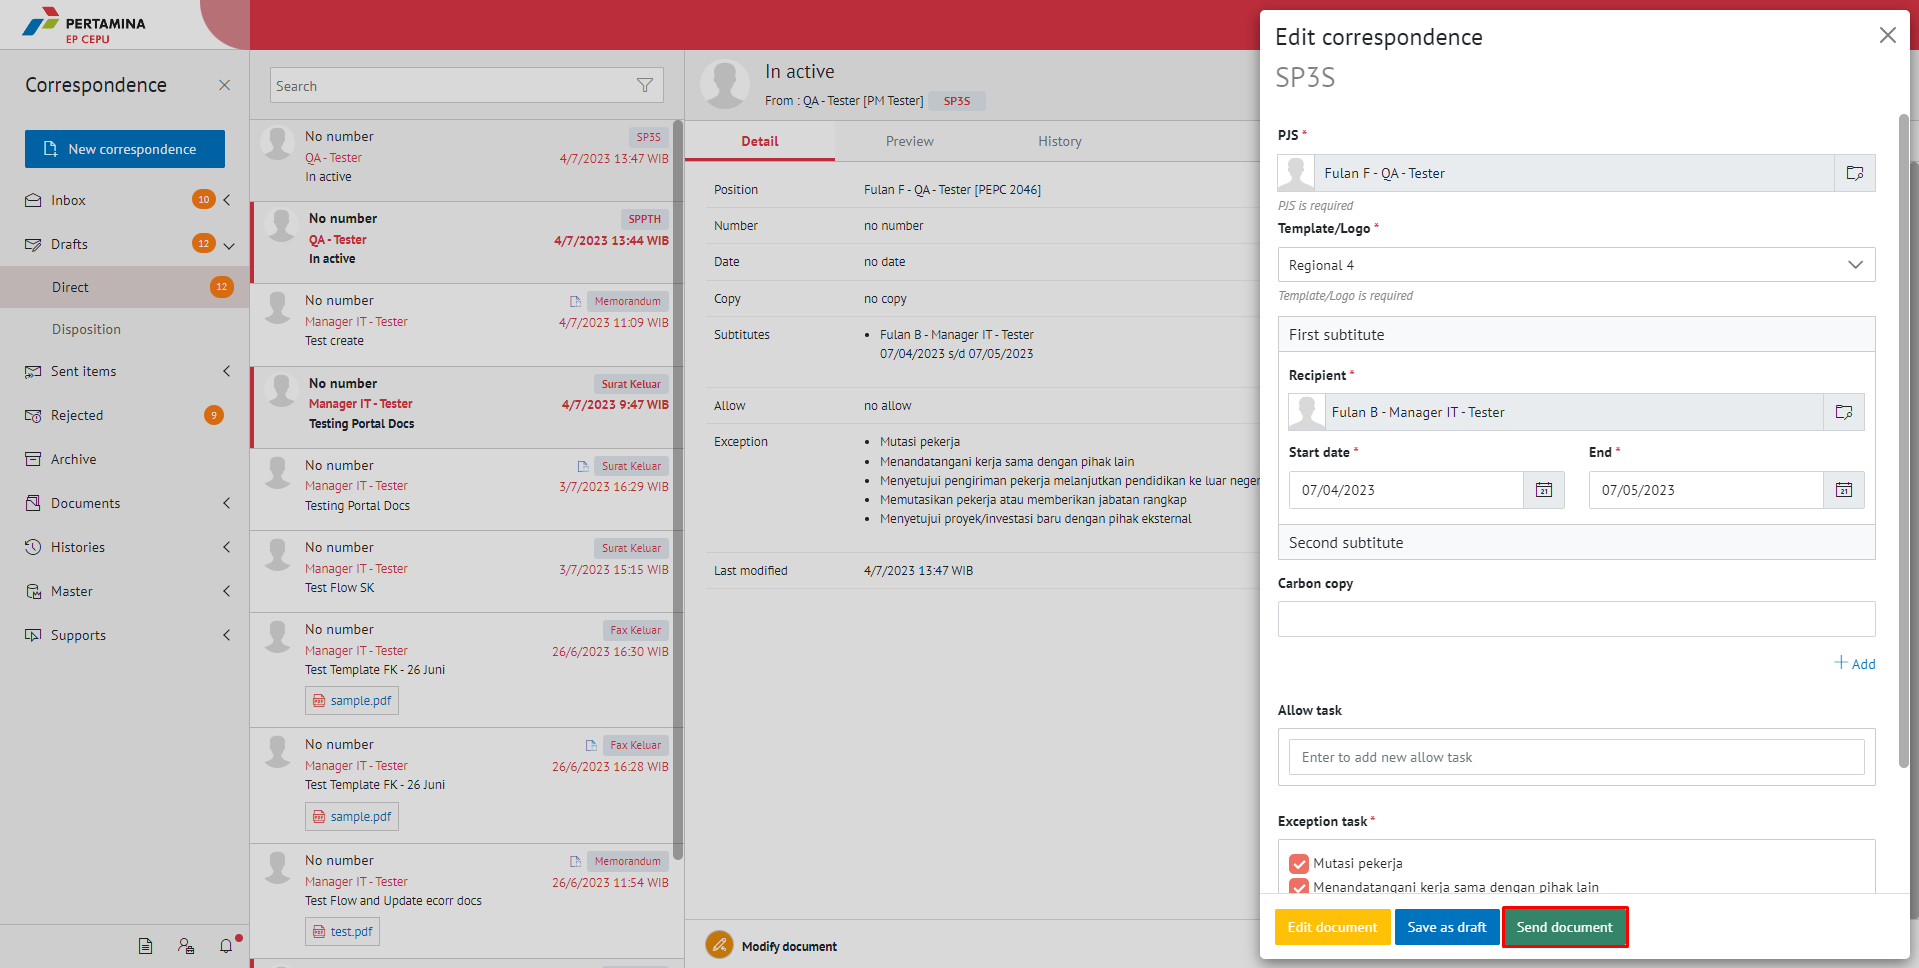 PERTAMINA
EP CEPU
Correspondence
New correspondence
Inbox 10
Drafts 12
Direct 12
Disposition
Sent items
Rejected 9
Archive
Documents
Histories
Master
Supports
Search
No number SP3S
QA - Tester 4/7/2023 13:47 WIB
In active
No number SPPTH
QA - Tester 4/7/2023 13:44 WIB
In active
No number Memorandum
Manager IT - Tester 4/7/2023 11:09 WIB
Test create
No number Surat Keluar
Manager IT - Tester 4/7/2023 9:47 WIB
Testing Portal Docs
No number Surat Keluar
Manager IT - Tester 3/7/2023 16:29 WIB
Testing Portal Docs
No number Surat Keluar
Manager IT - Tester 3/7/2023 15:15 WIB
Test Flow SK
No number Fax Keluar
Manager IT - Tester 26/6/2023 16:30 WIB
Test Template FK - 26 Juni
sample.pdf
No number Fax Keluar
Manager IT - Tester 26/6/2023 16:28 WIB
Test Template FK - 26 Juni
sample.pdf
No number Memorandum
Manager IT - Tester 26/6/2023 11:54 WIB
Test Flow and Update ecorr docs
test.pdf
In active
From : QA - Tester [PM Tester] SP3S
Detail Preview History
Position Fulan F - QA - Tester [PEPC 2046]
Number no number
Date no date
Copy no copy
Subtitutes • Fulan B - Manager IT - Tester
07/04/2023 s/d 07/05/2023
Allow no allow
Exception • Mutasi pekerja
• Menandatangani kerja sama dengan pihak lain
• Menyetujui pengiriman pekerja melanjutkan pendidikan ke luar neger
• Memutasikan pekerja atau memberikan jabatan rangkap
• Menyetujui proyek/investasi baru dengan pihak eksternal
Last modified 4/7/2023 13:47 WIB
Modify document
Edit correspondence
SP3S
PJS *
Fulan F - QA - Tester
PJS is required
Template/Logo *
Regional 4
Template/Logo is required
First subtitute
Recipient *
Fulan B - Manager IT - Tester
Start date * End *
07/04/2023 21 07/05/2023 21
Second subtitute
Carbon copy
+ Add
Allow task
Enter to add new allow task
Exception task *
Mutasi pekerja
Menandatangani kerja sama dengan pihak lain
Edit document Save as draft Send document